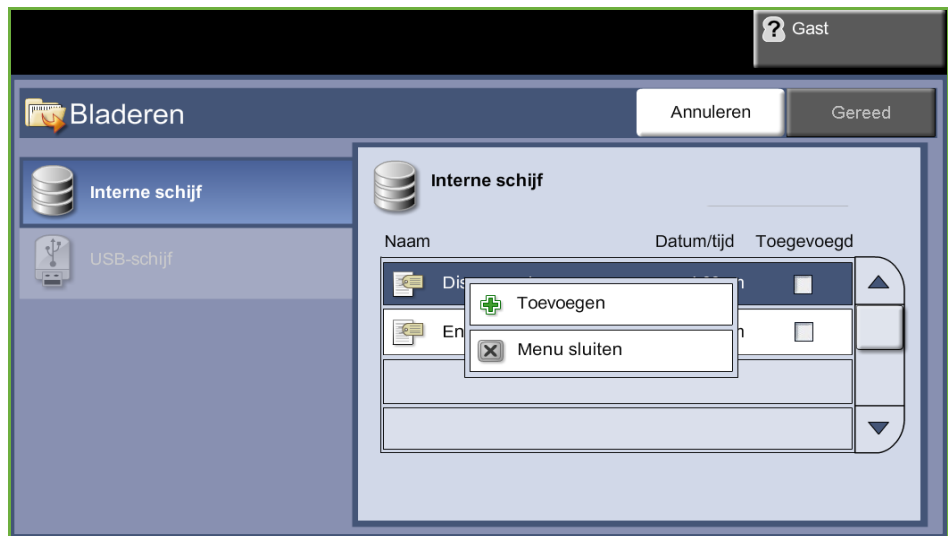 Gast
Bladeren
Annuleren
Gereed
Interne schijf
USB-schijf
Interne schijf
Naam Datum/tijd Toegevoegd
Toevoegen
Menu sluiten